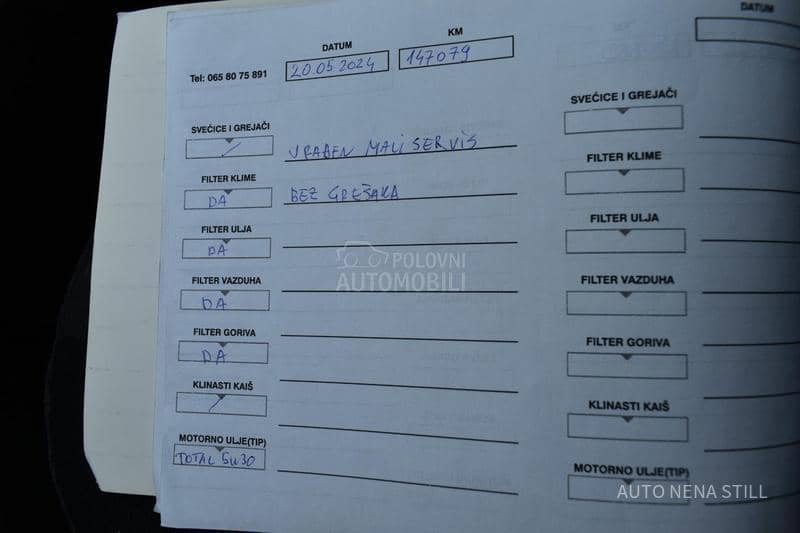 DATUM
KM
DATUM
Tel: 065 80 75 891
20.05 2024
147079
SVEĆICE I GREJAČI
/
URAĐEN MALI SERVIS
FILTER KLIME
DA
BEZ GREŠAKA
FILTER ULJA
DA
FILTER VAZDUHA
DA
FILTER GORIVA
DA
KLINASTI KAIŠ
/
MOTORNO ULJE(TIP)
TOTAL 5W30
SVEĆICE I GREJAČI
FILTER KLIME
FILTER ULJA
FILTER VAZDUHA
FILTER GORIVA
KLINASTI KAIŠ
MOTORNO ULJE(TIP)
POLOVNI
AUTOMOBILI
AUTO NENA STILL